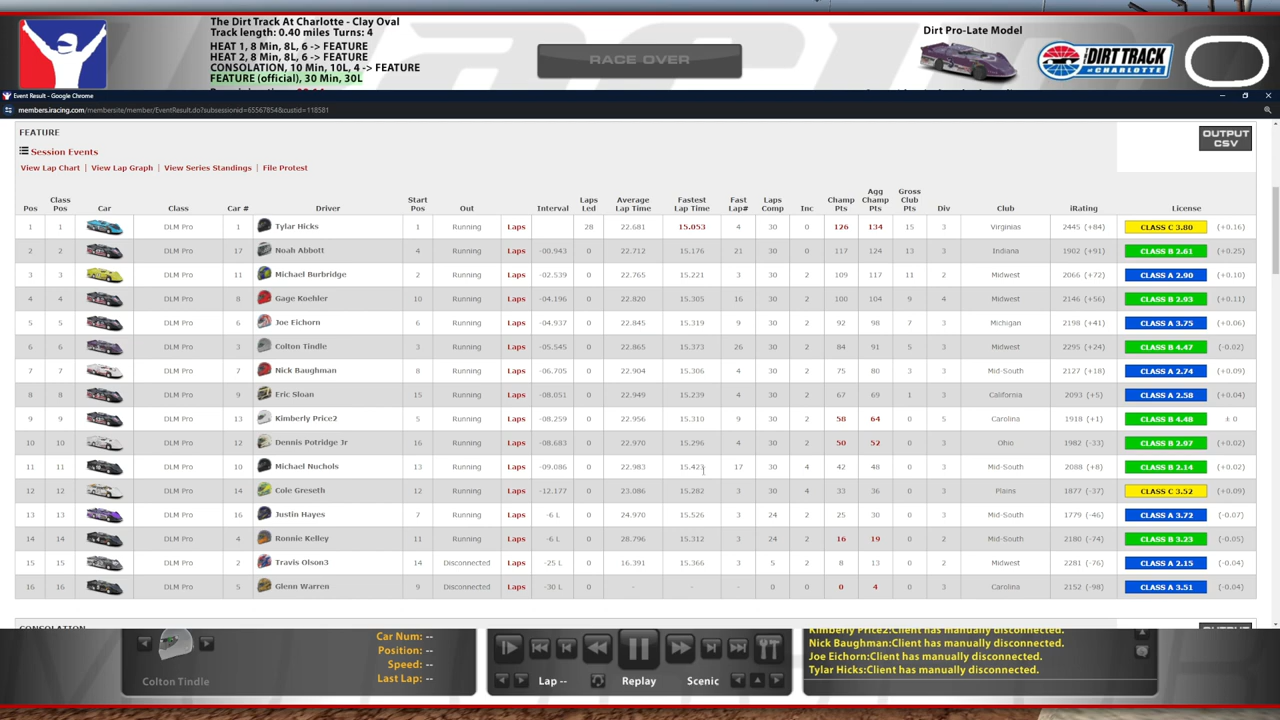 The Dirt Track At Charlotte - Clay Oval
Track length: 0.40 miles Turns: 4
HEAT 1, 8 Min, 8L, 6 -> FEATURE
HEAT 2, 8 Min, 8L, 6 -> FEATURE
CONSOLATION, 10 Min, 10L, 4 -> FEATURE
FEATURE (official), 30 Min, 30L
RACE OVER
Dirt Pro-Late Model
THE DIRT TRACK
AT CHARLOTTE
Event Result - Google Chrome
members.iracing.com/membersite/member/EventResult.do?subsessionid=65567854&custid=118581
FEATURE
OUTPUT CSV
Session Events
View Lap Chart | View Lap Graph | View Series Standings | File Protest
Pos Class Pos Car Class Car # Driver Start Pos Out Interval Laps Led Average Lap Time Fastest Lap Time Fast Lap# Laps Comp Inc Champ Pts Agg Champ Pts Gross Club Pts Div Club iRating License
1 1 DLM Pro 1 Tylar Hicks 1 Running Laps 28 22.681 15.053 4 30 0 126 134 15 3 Virginias 2445 (+84) CLASS C 3.80 (+0.16)
2 2 DLM Pro 17 Noah Abbott 4 Running Laps -00.943 0 22.712 15.176 21 30 0 117 124 13 3 Indiana 1902 (+91) CLASS B 2.61 (+0.25)
3 3 DLM Pro 11 Michael Burbridge 2 Running Laps -02.539 0 22.765 15.221 3 30 4 109 117 11 3 Midwest 2066 (+72) CLASS A 2.90 (+0.10)
4 4 DLM Pro 8 Gage Koehler 10 Running Laps -04.196 0 22.820 15.305 16 30 0 100 104 9 4 Midwest 2146 (+56) CLASS B 2.93 (+0.11)
5 5 DLM Pro 6 Joe Eichorn 6 Running Laps -04.937 0 22.845 15.319 9 30 2 92 98 7 3 Michigan 2198 (+41) CLASS A 3.75 (+0.06)
6 6 DLM Pro 3 Colton Tindle 3 Running Laps -05.545 0 22.865 15.373 26 30 4 84 91 5 3 Midwest 2295 (+24) CLASS B 4.47 (-0.02)
7 7 DLM Pro 7 Nick Baughman 8 Running Laps -06.705 0 22.904 15.306 4 30 1 75 80 3 3 Mid-South 2127 (+18) CLASS A 2.74 (+0.09)
8 8 DLM Pro 9 Eric Sloan 15 Running Laps -08.051 0 22.949 15.239 4 30 2 67 69 1 3 California 2093 (+5) CLASS A 2.58 (+0.04)
9 9 DLM Pro 13 Kimberly Price2 5 Running Laps -08.259 0 22.956 15.310 9 30 2 58 64 0 5 Carolina 1918 (+1) CLASS B 4.48 ± 0
10 10 DLM Pro 12 Dennis Potridge Jr 16 Running Laps -08.683 0 22.970 15.296 4 30 4 50 52 0 3 Ohio 1982 (-33) CLASS B 2.97 (+0.02)
11 11 DLM Pro 10 Michael Nuchols 13 Running Laps -09.086 0 22.983 17 30 4 42 48 0 3 Mid-South 2088 (+8) CLASS B 2.14 (+0.02)
12 12 DLM Pro 14 Cole Greseth 12 Running Laps -12.177 0 23.086 15.282 3 30 4 33 36 0 3 Plains 1877 (-37) CLASS C 3.52 (+0.09)
13 13 DLM Pro 16 Justin Hayes 7 Running Laps -6 L 0 24.970 15.526 3 24 6 25 30 0 3 Mid-South 1779 (-46) CLASS A 3.72 (-0.07)
14 14 DLM Pro 4 Ronnie Kelley 11 Running Laps -6 L 0 28.796 15.312 3 24 4 16 19 0 2 Mid-South 2180 (-74) CLASS B 3.23 (-0.05)
15 15 DLM Pro 2 Travis Olson3 14 Disconnected Laps -25 L 0 16.391 15.366 3 5 2 8 13 0 2 Midwest 2281 (-76) CLASS A 2.15 (-0.04)
16 16 DLM Pro 5 Glenn Warren 9 Disconnected Laps -30 L 0 - - - 0 0 0 4 0 3 Carolina 2152 (-98) CLASS A 3.51 (-0.04)
Colton Tindle
Car Num: --
Position: --
Speed: --
Last Lap: --
Lap -- Replay Scenic
Kimberly Price2:Client has manually disconnected.
Nick Baughman:Client has manually disconnected.
Joe Eichorn:Client has manually disconnected.
Tylar Hicks:Client has manually disconnected.